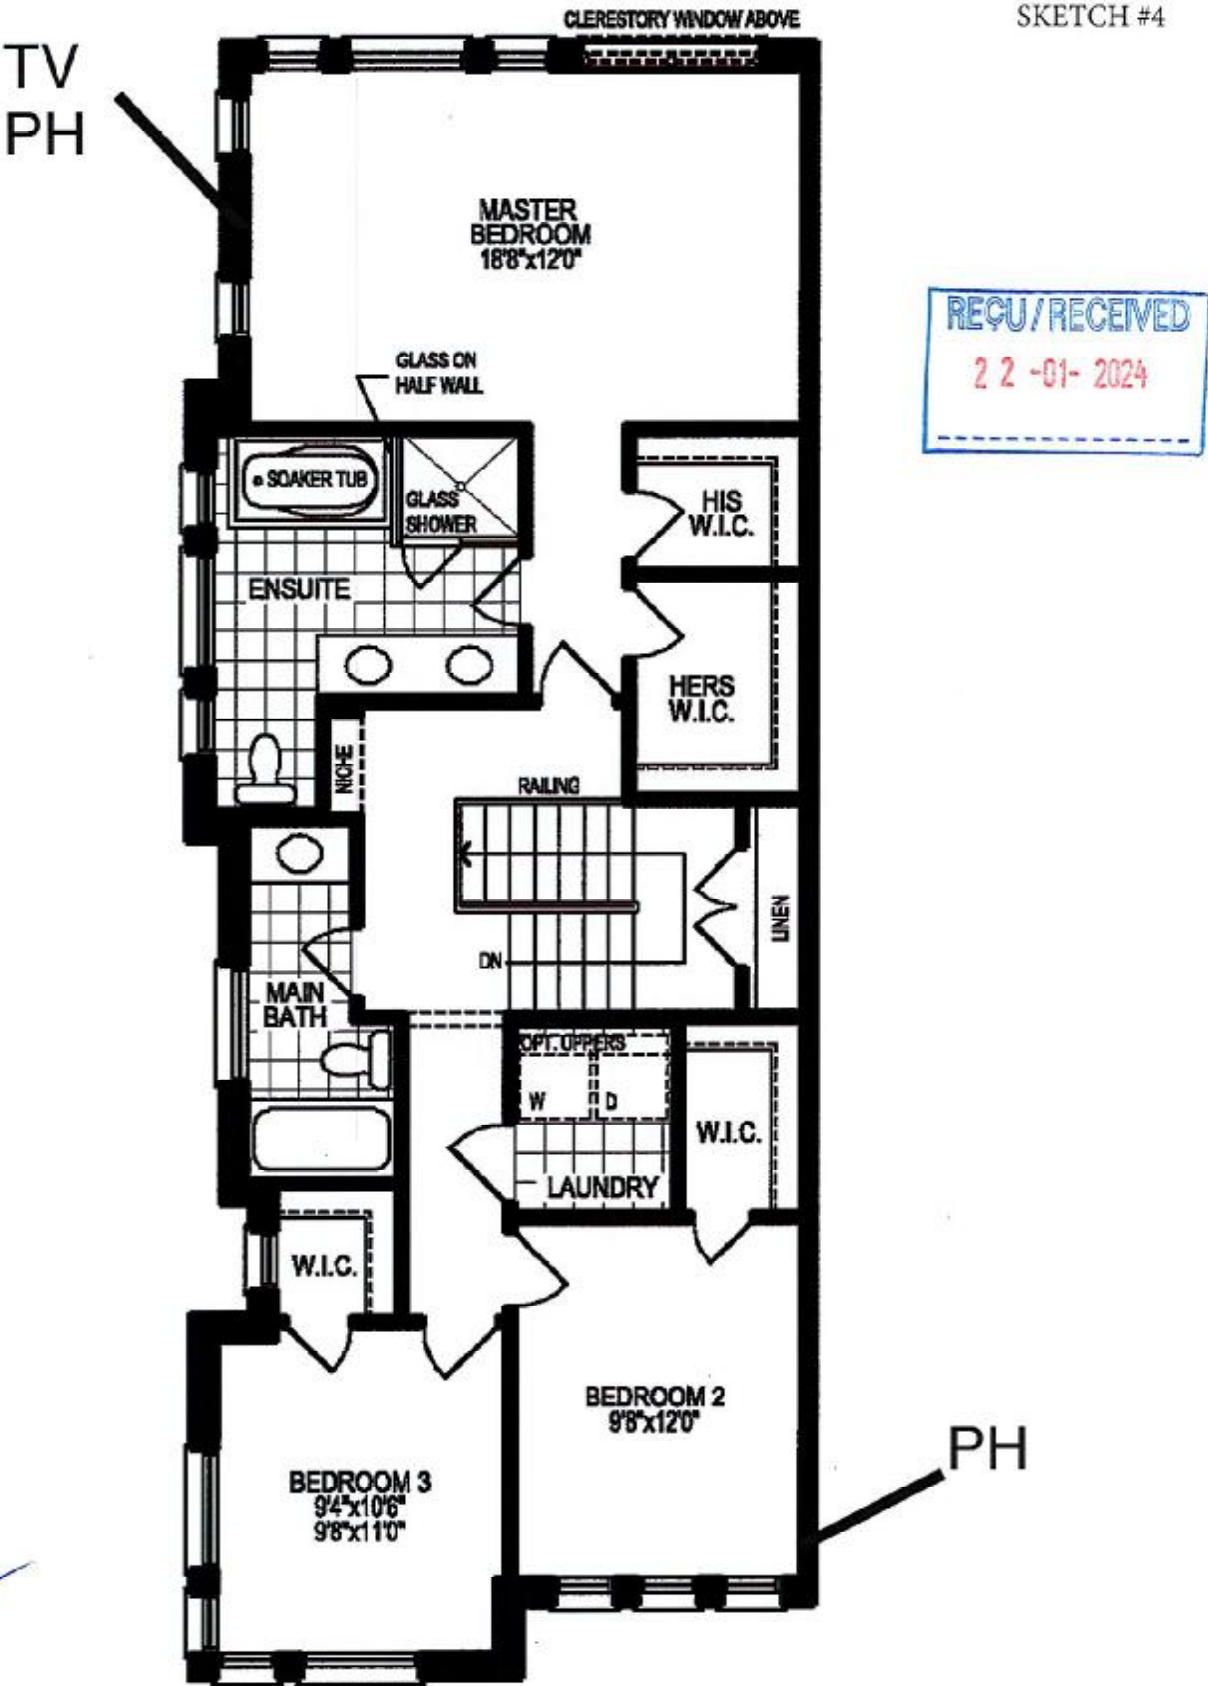 SKETCH #4
CLERESTORY WINDOW ABOVE
TV
PH
MASTER
BEDROOM
18'8"x12'0"
REÇU/RECEIVED
22 -01- 2024
GLASS ON
HALF WALL
SOAKER TUB
GLASS
SHOWER
HIS
W.I.C.
ENSUITE
HERS
W.I.C.
NICHE
RAILING
LINEN
DN
MAIN
BATH
OPT. UPPERS
W
D
W.I.C.
LAUNDRY
W.I.C.
BEDROOM 2
9'8"x12'0"
PH
BEDROOM 3
9'4"x10'6"
9'8"x11'0"